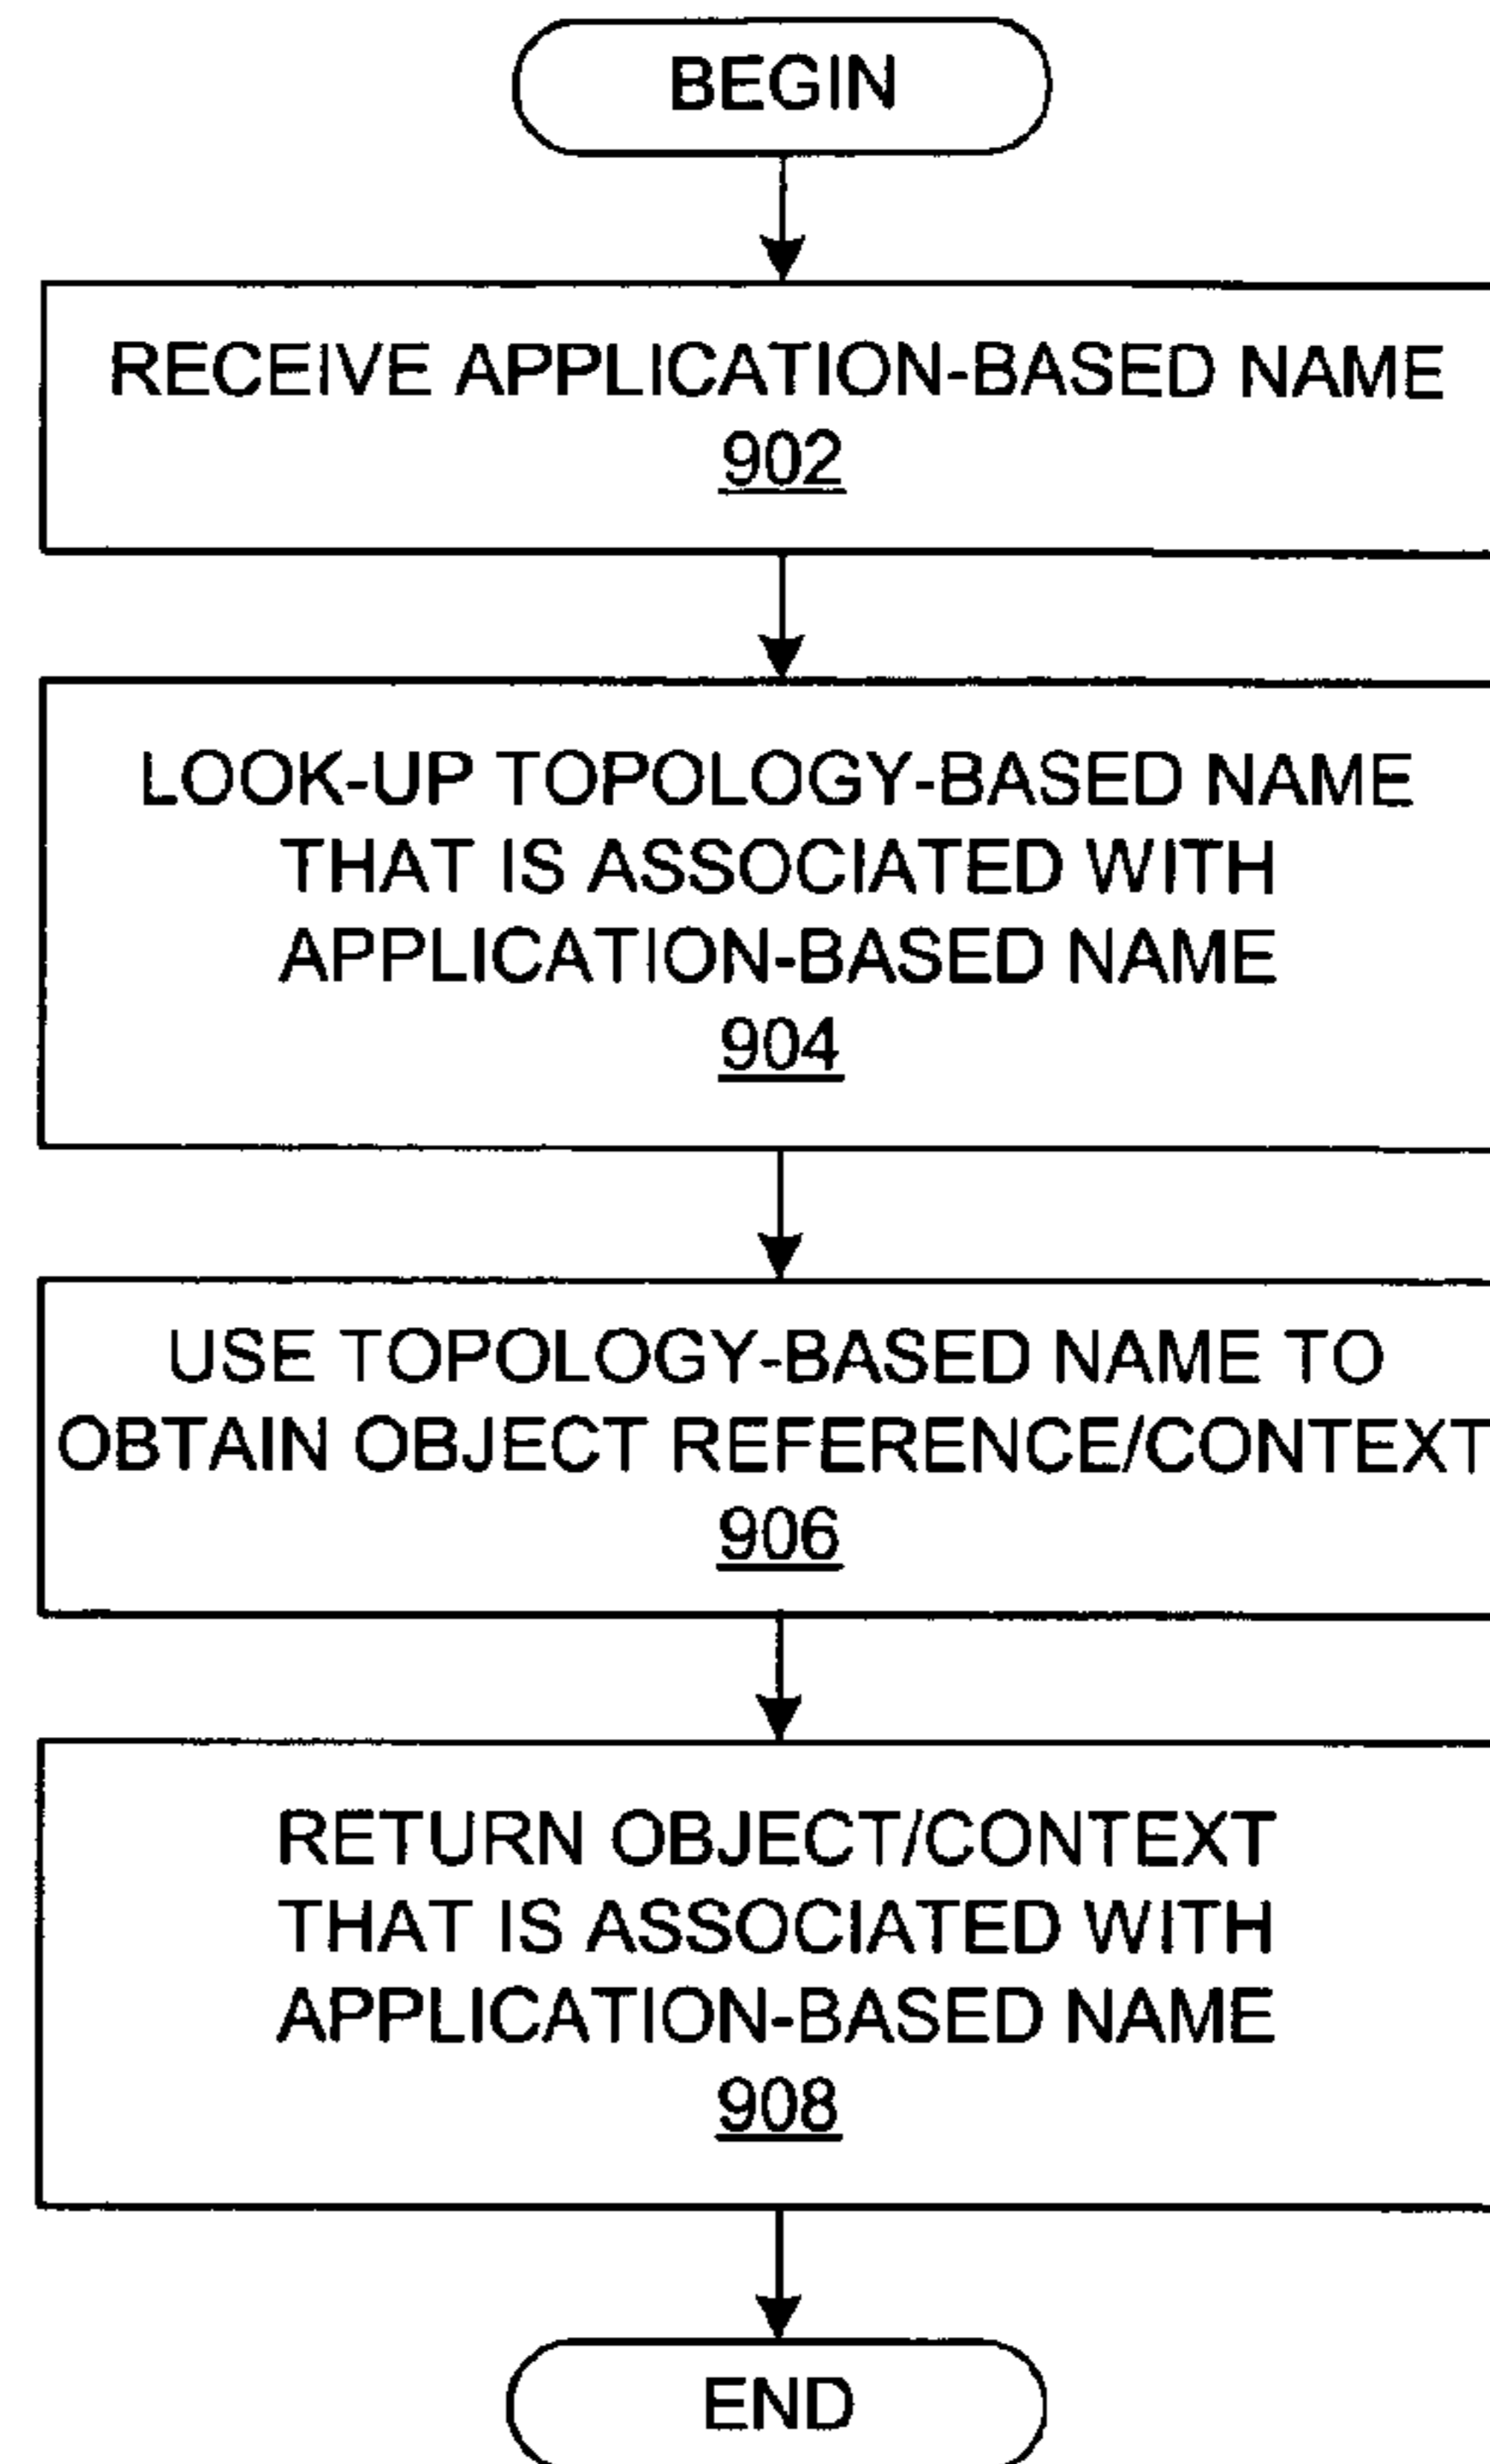 BEGIN
RECEIVE APPLICATION-BASED NAME
902
LOOK-UP TOPOLOGY-BASED NAME
THAT IS ASSOCIATED WITH
APPLICATION-BASED NAME
904
USE TOPOLOGY-BASED NAME TO
OBTAIN OBJECT REFERENCE/CONTEXT
906
RETURN OBJECT/CONTEXT
THAT IS ASSOCIATED WITH
APPLICATION-BASED NAME
908
END